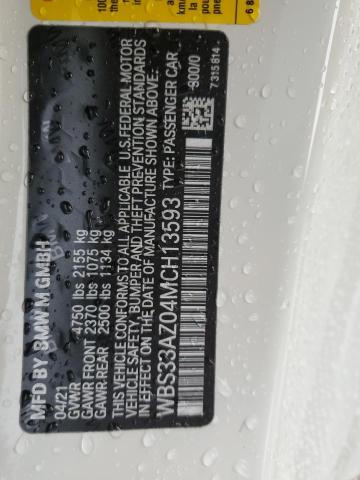 MFD BY BMW M GMBH
04/21
GVWR 4750 lbs 2155 kg
GAWR FRONT 2370 lbs 1075 kg
GAWR-REAR 2500 lbs 1134 kg
THIS VEHICLE CONFORMS TO ALL APPLICABLE U.S. FEDERAL MOTOR
VEHICLE SAFETY, BUMPER AND THEFT PREVENTION STANDARDS
IN EFFECT ON THE DATE OF MANUFACTURE SHOWN ABOVE:
WBS33AZ04MCH13593 TYPE: PASSENGER CAR
300/0
7315814